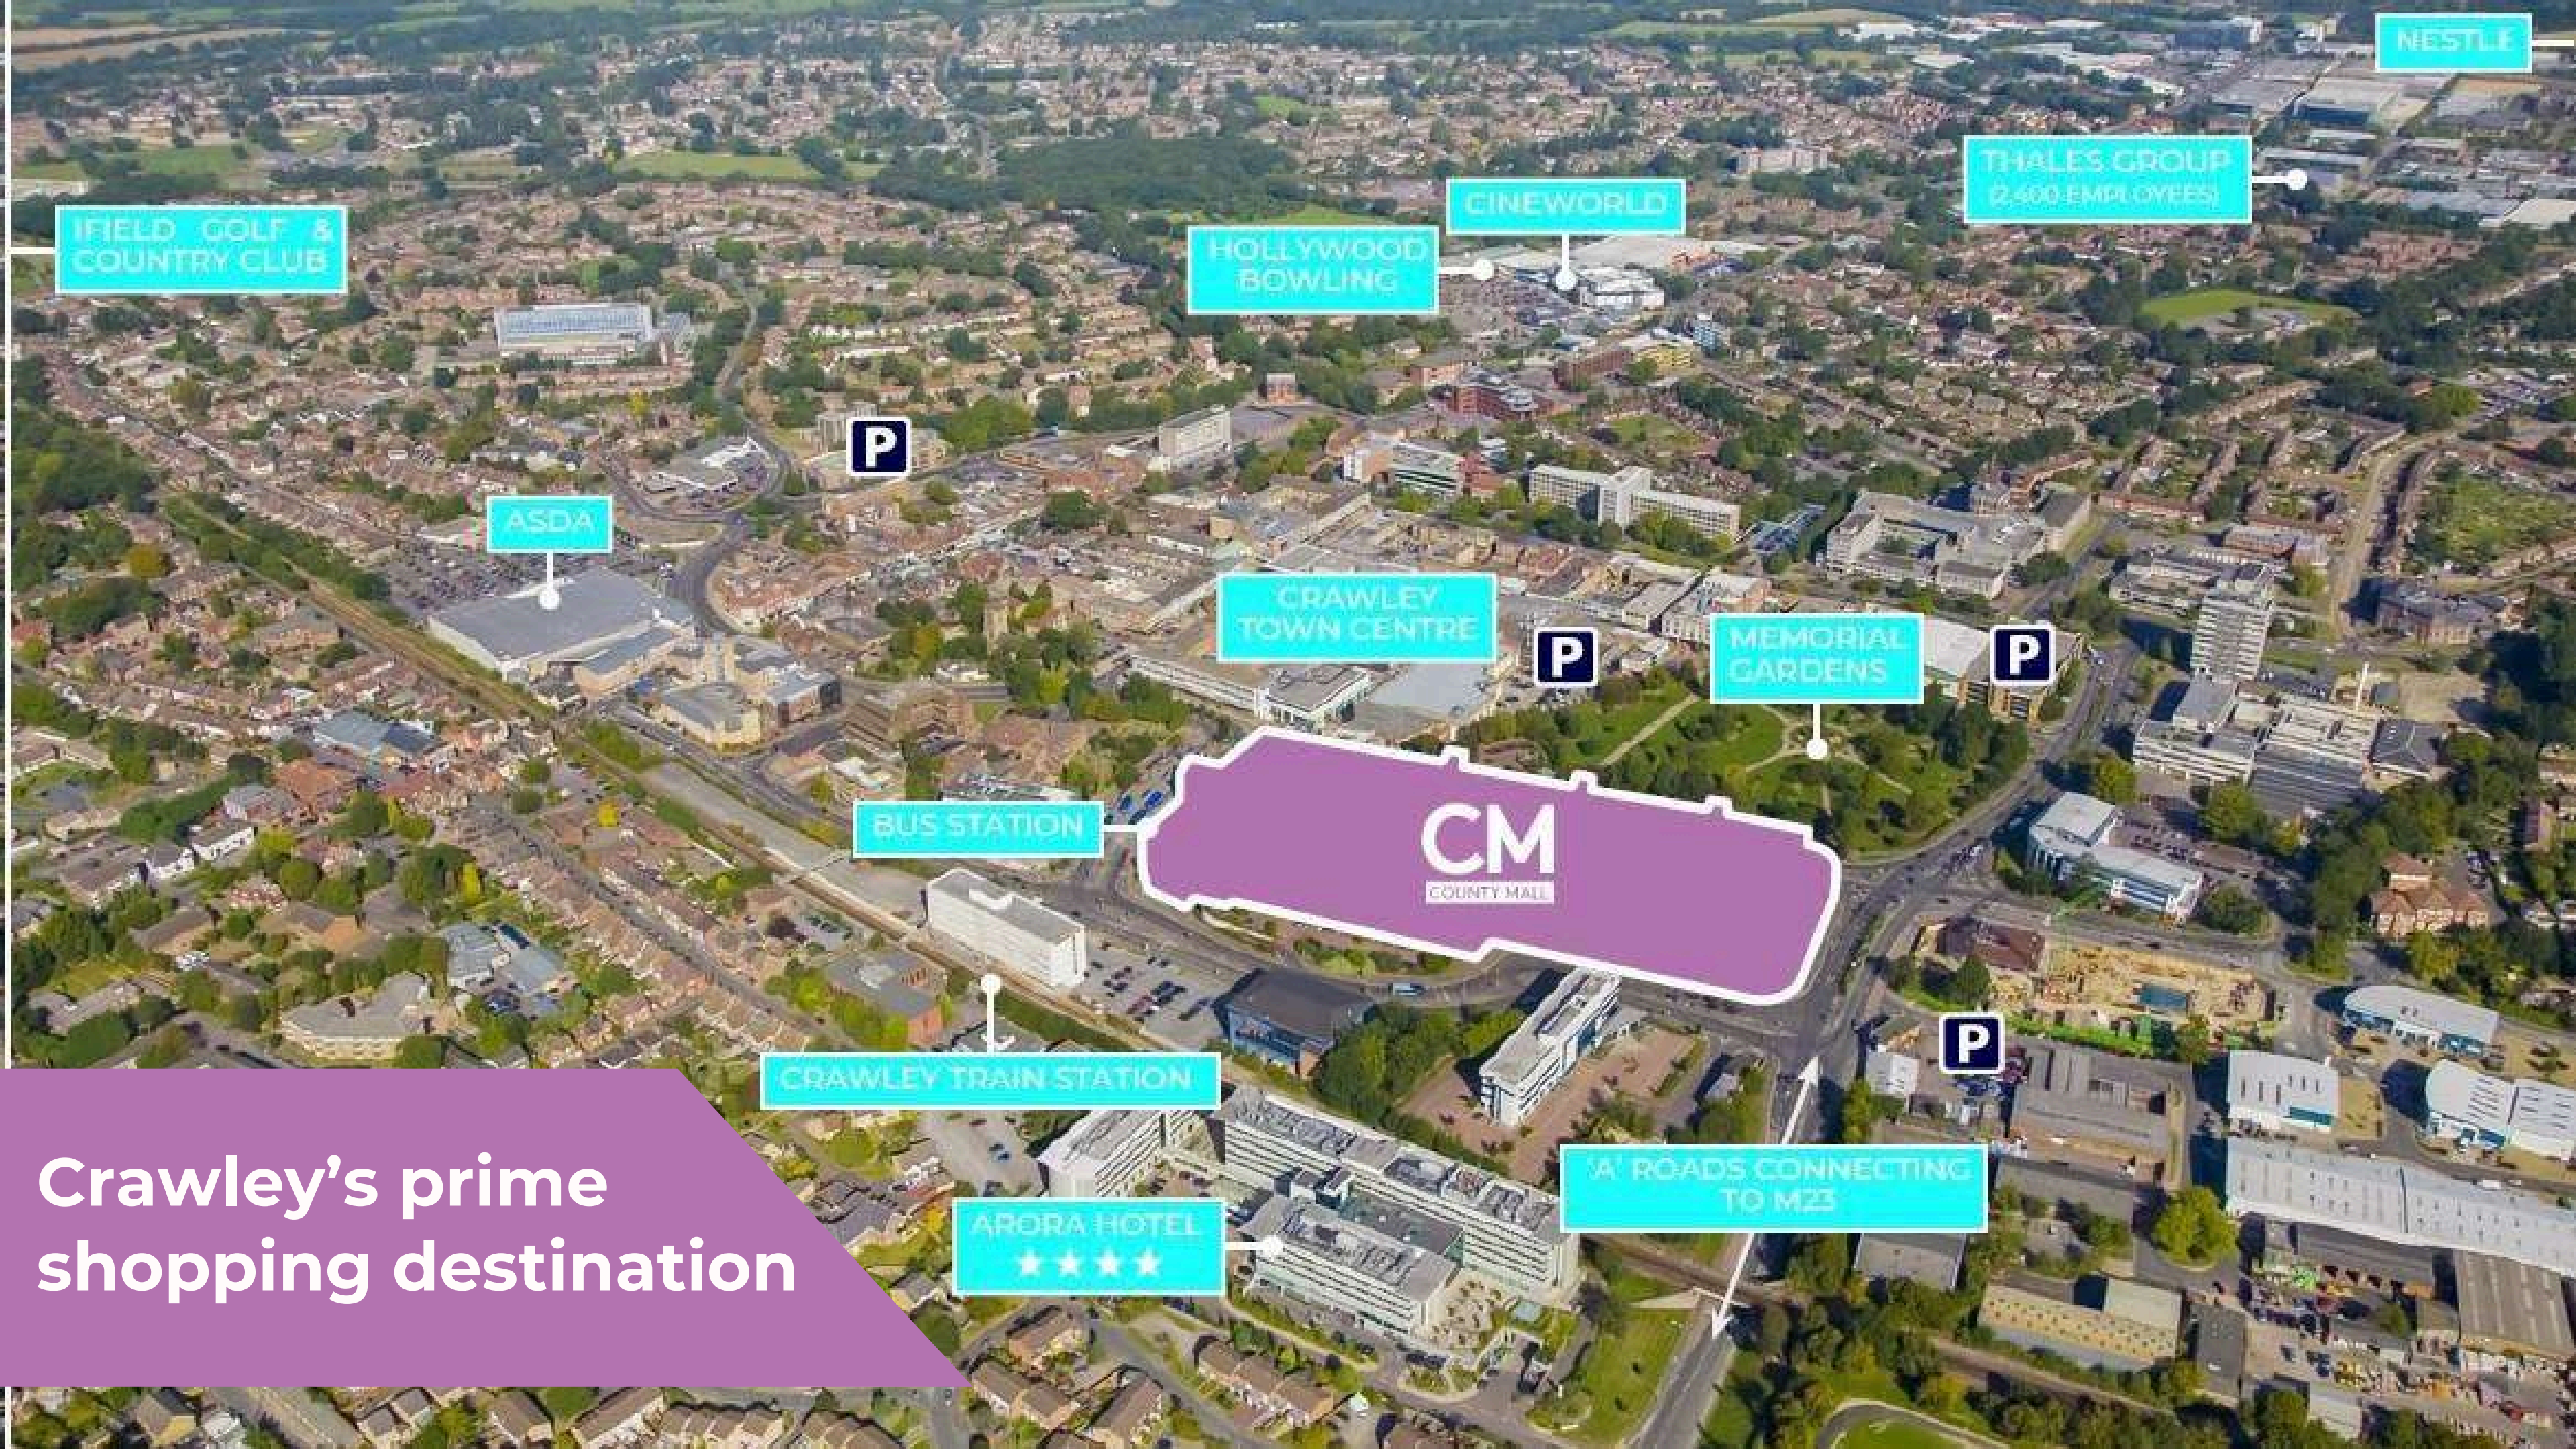 NESTLE
THALES GROUP
(2,400 EMPLOYEES)
CINEWORLD
IFIELD GOLF &
COUNTRY CLUB
HOLLYWOOD
BOWLING
P
ASDA
CRAWLEY
TOWN CENTRE
P
MEMORIAL
GARDENS
P
BUS STATION
CM
COUNTY MALL
P
CRAWLEY TRAIN STATION
'A' ROADS CONNECTING
TO M23
ARORA HOTEL
Crawley’s prime
shopping destination